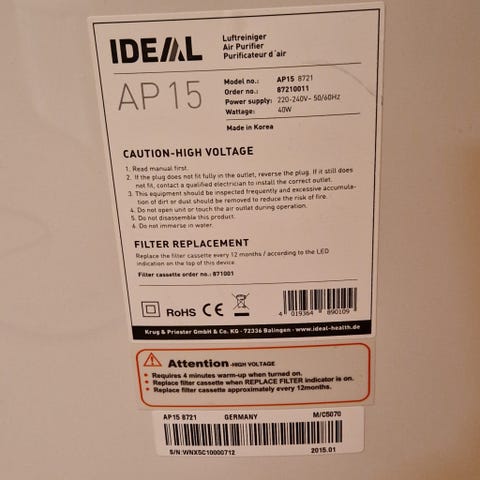 IDEAL
Luftreiniger
Air Purifier
Purificateur d´air
AP 15
Model no.: AP15 8721
Order no.: 87210011
Power supply: 220-240V~ 50/60Hz
Wattage: 40W
Made in Korea
CAUTION-HIGH VOLTAGE
1. Read manual first.
2. If the plug does not fit fully in the outlet, reverse the plug. If it still does
not fit, contact a qualified electrician to install the correct outlet.
3. This equipment should be inspected frequently and excessive accumula-
tion of dirt or dust should be removed to reduce the risk of fire.
4. Do not open unit or touch the air outlet during operation.
5. Do not disassemble this product.
6. Do not immerse in water.
FILTER REPLACEMENT
Replace the filter cassette every 12 months / according to the LED
indication on the top of this device.
Filter cassette order no.: 871001
RoHS CE
4 019364 890109
Krug & Priester GmbH & Co. KG · 72336 Balingen · www.ideal-health.de
Attention -HIGH VOLTAGE
• Requires 4 minutes warm-up when turned on.
• Replace filter cassette when REPLACE FILTER indicator is on.
• Replace filter cassette approximately every 12months.
AP15 8721 GERMANY M/C5070
S/N:WNX5C10000712 2015.01